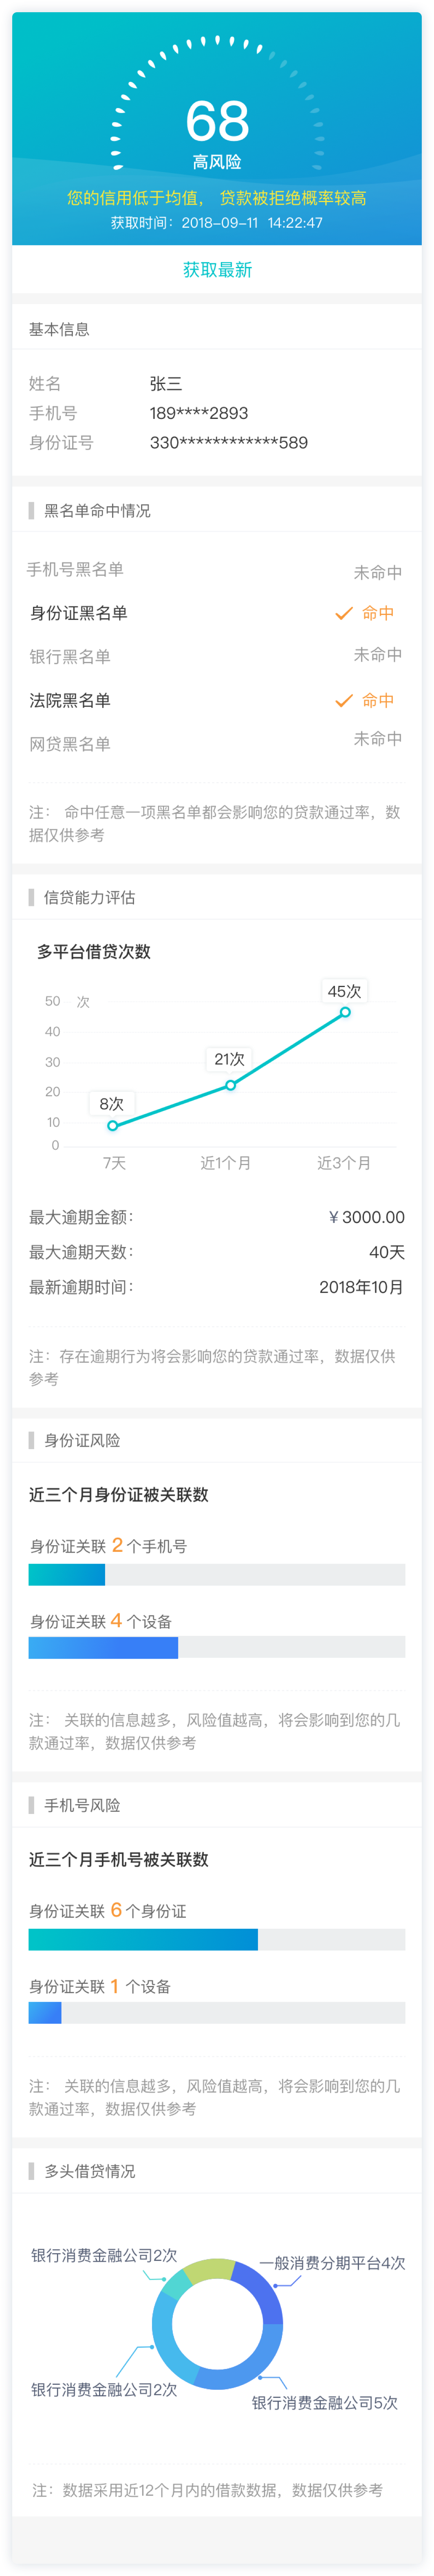 68
高风险
您的信用低于均值， 贷款被拒绝概率较高
获取时间：2018-09-11 14:22:47
获取最新
基本信息
姓名 张三
手机号 189****2893
身份证号 330************589
黑名单命中情况
手机号黑名单 未命中
身份证黑名单 命中
银行黑名单 未命中
法院黑名单 命中
网贷黑名单 未命中
注： 命中任意一项黑名单都会影响您的贷款通过率，数
据仅供参考
信贷能力评估
多平台借贷次数
50 次
40
30
20
10
0
8次
21次
45次
7天 近1个月 近3个月
最大逾期金额： ￥3000.00
最大逾期天数： 40天
最新逾期时间： 2018年10月
注：存在逾期行为将会影响您的贷款通过率，数据仅供
参考
身份证风险
近三个月身份证被关联数
身份证关联 2 个手机号
身份证关联 4 个设备
注： 关联的信息越多，风险值越高，将会影响到您的几
款通过率，数据仅供参考
手机号风险
近三个月手机号被关联数
身份证关联 6 个身份证
身份证关联 1 个设备
注： 关联的信息越多，风险值越高，将会影响到您的几
款通过率，数据仅供参考
多头借贷情况
银行消费金融公司2次
一般消费分期平台4次
银行消费金融公司2次
银行消费金融公司5次
注：数据采用近12个月内的借款数据，数据仅供参考